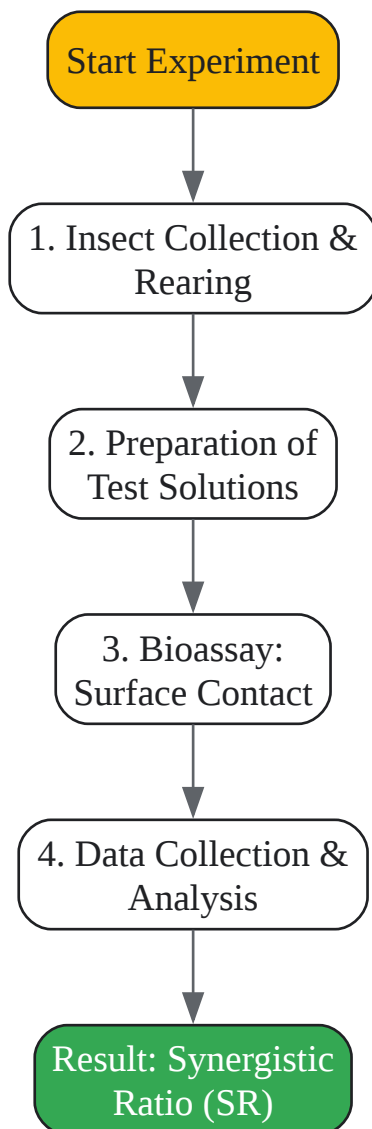 Start Experiment
1. Insect Collection &
Rearing
2. Preparation of
Test Solutions
3. Bioassay:
Surface Contact
4. Data Collection &
Analysis
Result: Synergistic
Ratio (SR)